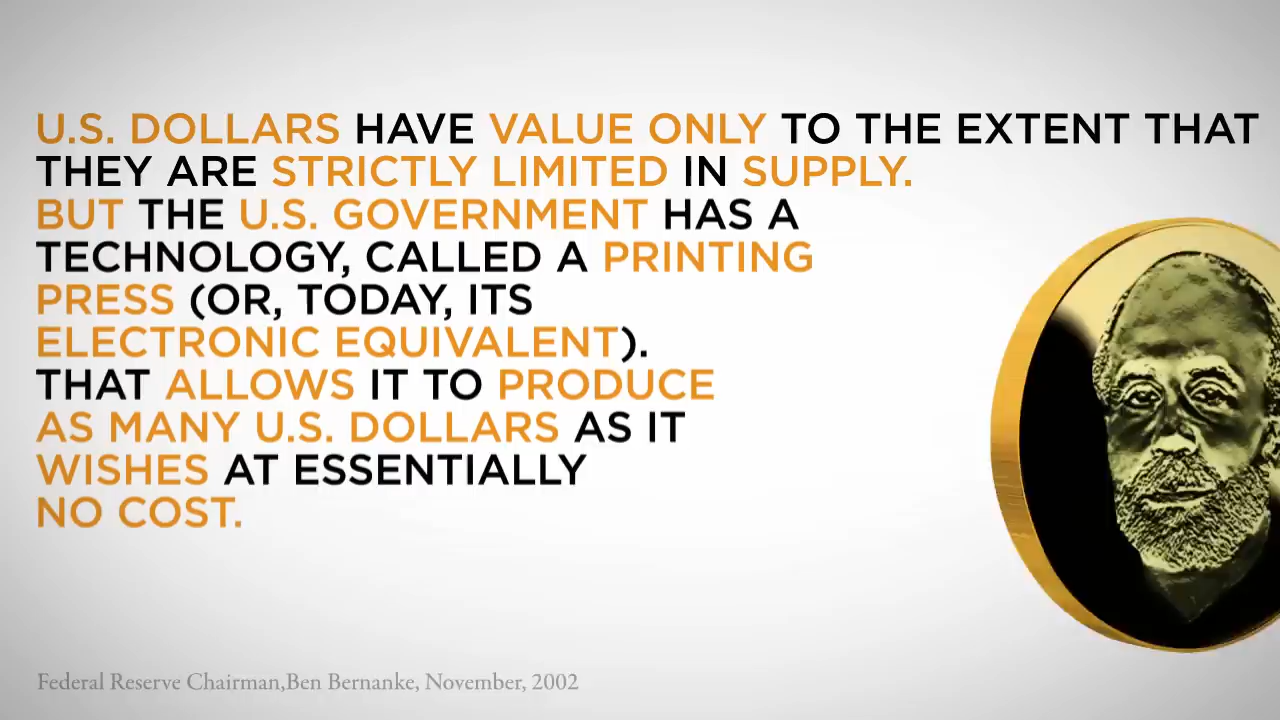 U.S. DOLLARS HAVE VALUE ONLY TO THE EXTENT THAT
THEY ARE STRICTLY LIMITED IN SUPPLY.
BUT THE U.S. GOVERNMENT HAS A
TECHNOLOGY, CALLED A PRINTING
PRESS (OR, TODAY, ITS
ELECTRONIC EQUIVALENT).
THAT ALLOWS IT TO PRODUCE
AS MANY U.S. DOLLARS AS IT
WISHES AT ESSENTIALLY
NO COST.
Federal Reserve Chairman,Ben Bernanke, November, 2002